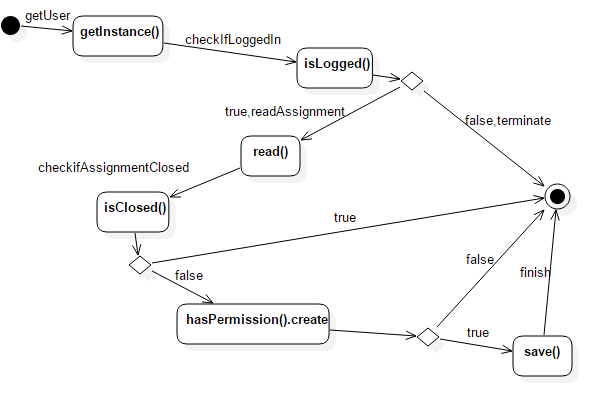 getUser
getInstance()
checkIfLoggedIn
isLogged()
true,readAssignment
false,terminate
read()
checkifAssignmentClosed
isClosed()
true
false
false
finish
hasPermission().create
true
save()